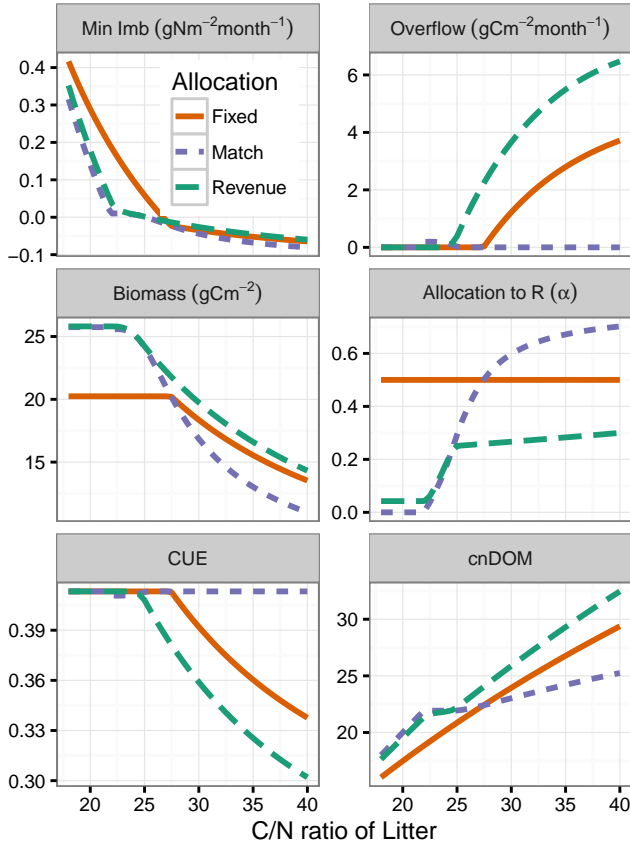 Min Imb (gNm⁻²month⁻¹)
Overflow (gCm⁻²month⁻¹)
0.4
0.3
0.2
0.1
0.0
−0.1
Allocation
Fixed
Match
Revenue
6
4
2
0
Biomass (gCm⁻²)
Allocation to R (α)
25
20
15
0.6
0.4
0.2
0.0
CUE
cnDOM
0.39
0.36
0.33
0.30
30
25
20
20 25 30 35 40
20 25 30 35 40
C/N ratio of Litter